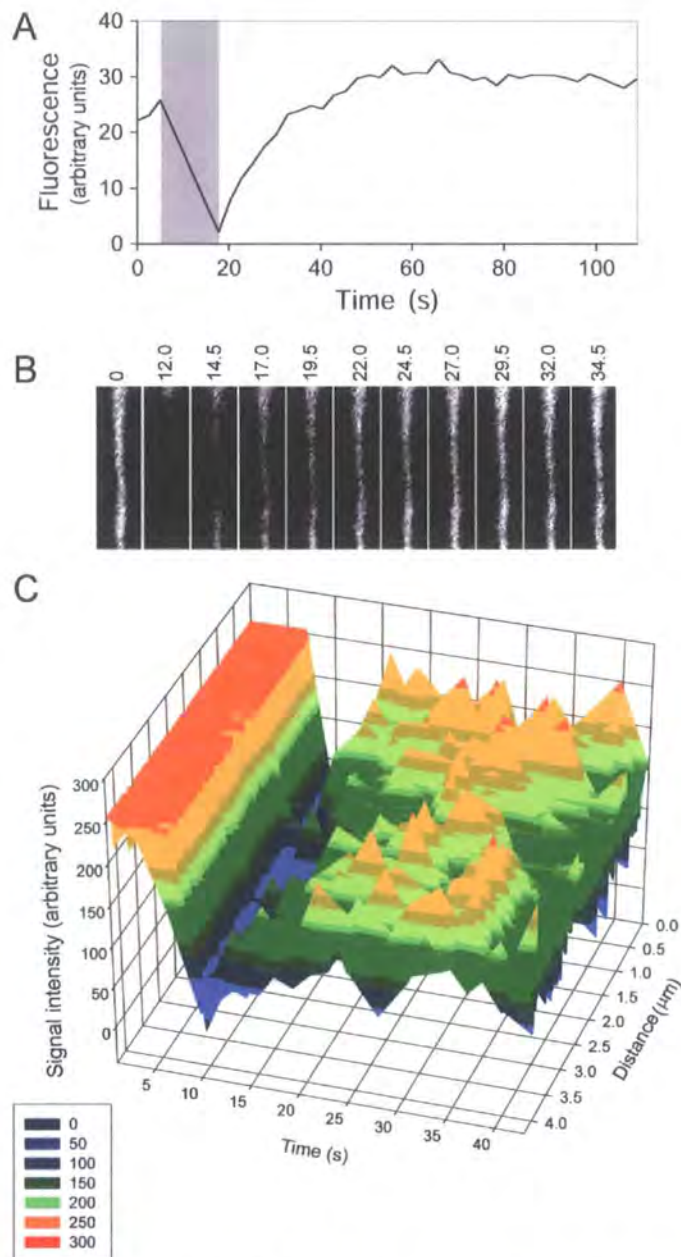 A
Fluorescence
(arbitrary units)
40
30
20
10
0
0 20 40 60 80 100
Time (s)
B
0 12.0 14.5 17.0 19.5 22.0 24.5 27.0 29.5 32.0 34.5
C
Signal intensity (arbitrary units)
300
250
200
150
100
50
0
5 10 15 20 25 30 35 40
Time (s)
0.0
0.5
1.0
1.5
2.0
2.5
3.0
3.5
4.0
Distance (µm)
0
50
100
150
200
250
300